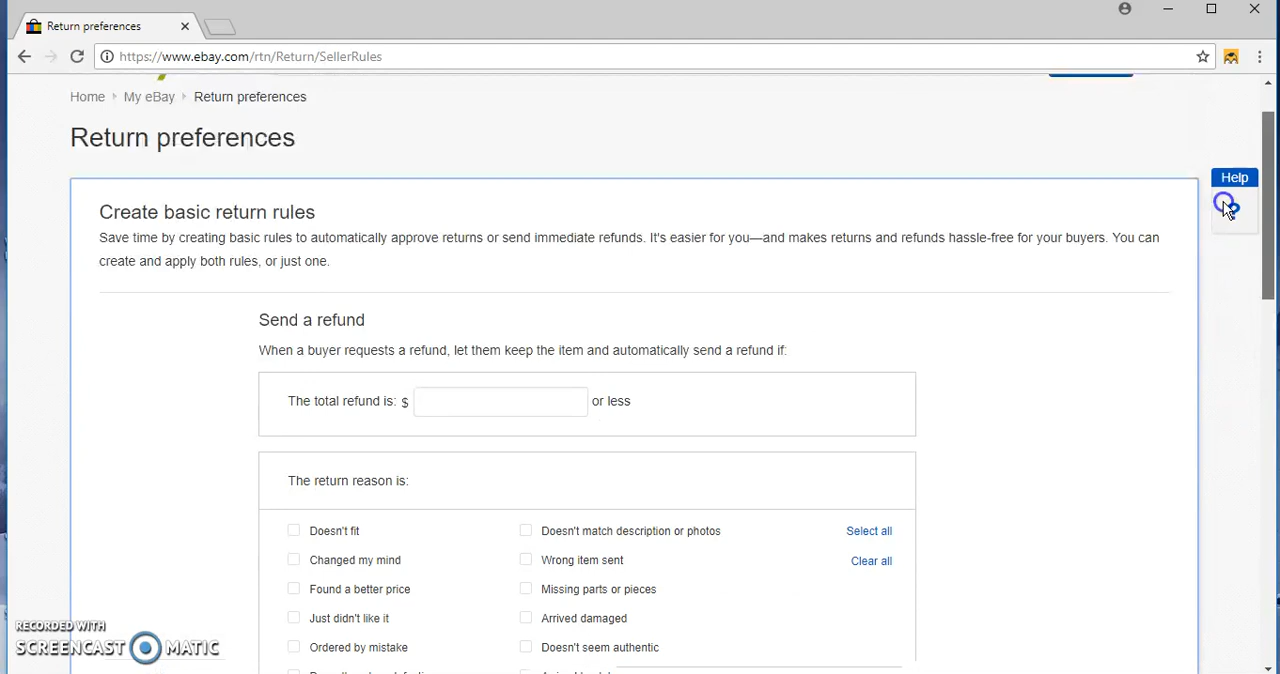 Return preferences
https://www.ebay.com/rtn/Return/SellerRules
Home My eBay Return preferences
Return preferences
Help
Create basic return rules
Save time by creating basic rules to automatically approve returns or send immediate refunds. It's easier for you—and makes returns and refunds hassle-free for your buyers. You can
create and apply both rules, or just one.
Send a refund
When a buyer requests a refund, let them keep the item and automatically send a refund if:
The total refund is: $ or less
The return reason is:
Doesn't fit Doesn't match description or photos Select all
Changed my mind Wrong item sent Clear all
Found a better price Missing parts or pieces
Just didn't like it Arrived damaged
Ordered by mistake Doesn't seem authentic
RECORDED WITH
SCREENCAST MATIC